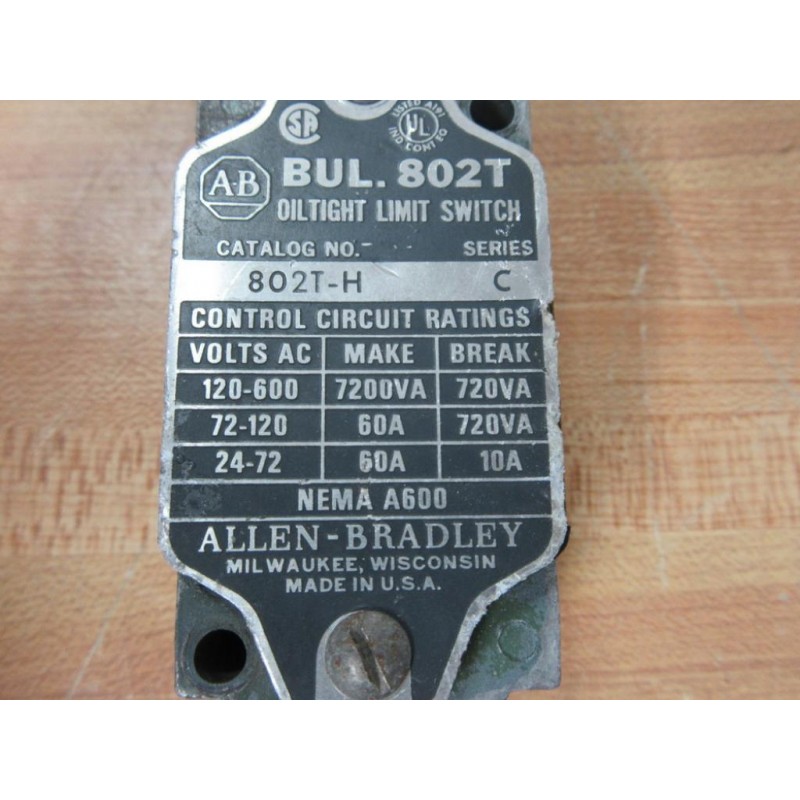 SA
LISTED A191
UL
IND. CONT. EQ.
A-B
BUL. 802T
OILTIGHT LIMIT SWITCH
CATALOG NO. SERIES
802T-H C
CONTROL CIRCUIT RATINGS
VOLTS AC MAKE BREAK
120-600 7200VA 720VA
72-120 60A 720VA
24-72 60A 10A
NEMA A600
ALLEN-BRADLEY
MILWAUKEE, WISCONSIN
MADE IN U.S.A.